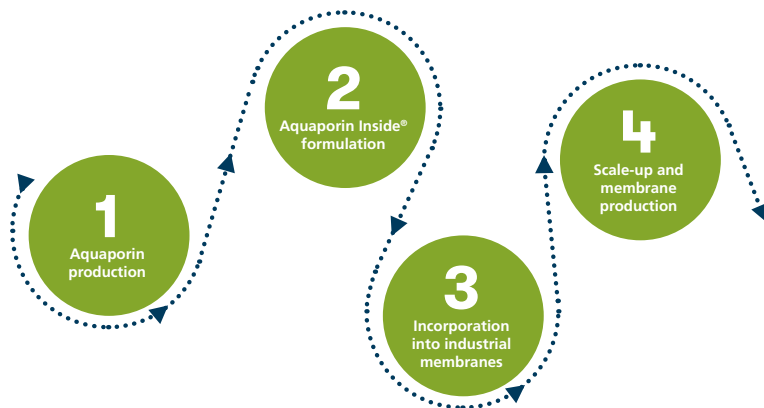 1
Aquaporin
production
2
Aquaporin Inside®
formulation
3
Incorporation
into industrial
membranes
4
Scale-up and
membrane
production